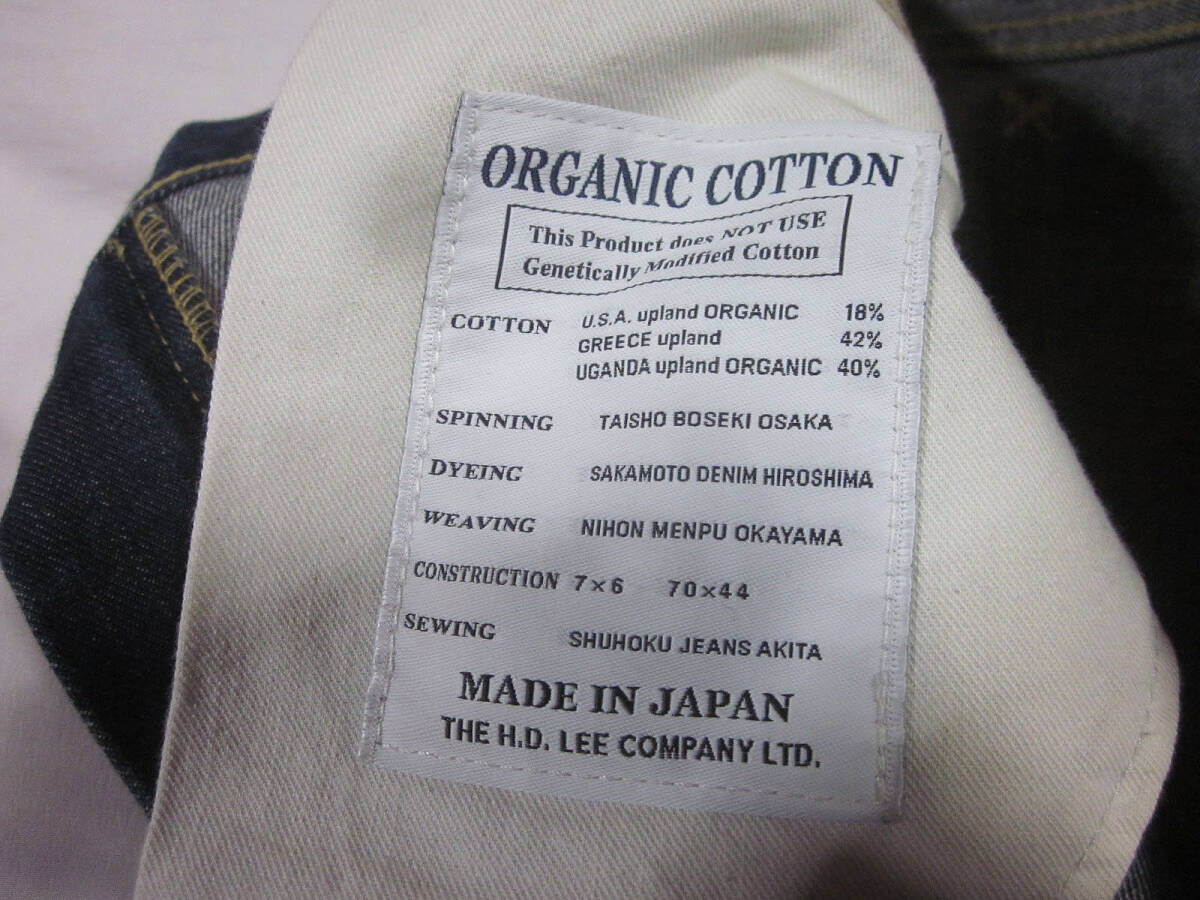 ORGANIC COTTON
This Product does NOT USE
Genetically Modified Cotton
COTTON U.S.A. upland ORGANIC 18%
GREECE upland 42%
UGANDA upland ORGANIC 40%
SPINNING TAISHO BOSEKI OSAKA
DYEING SAKAMOTO DENIM HIROSHIMA
WEAVING NIHON MENPU OKAYAMA
CONSTRUCTION 7×6 70×44
SEWING SHUHOKU JEANS AKITA
MADE IN JAPAN
THE H.D. LEE COMPANY LTD.